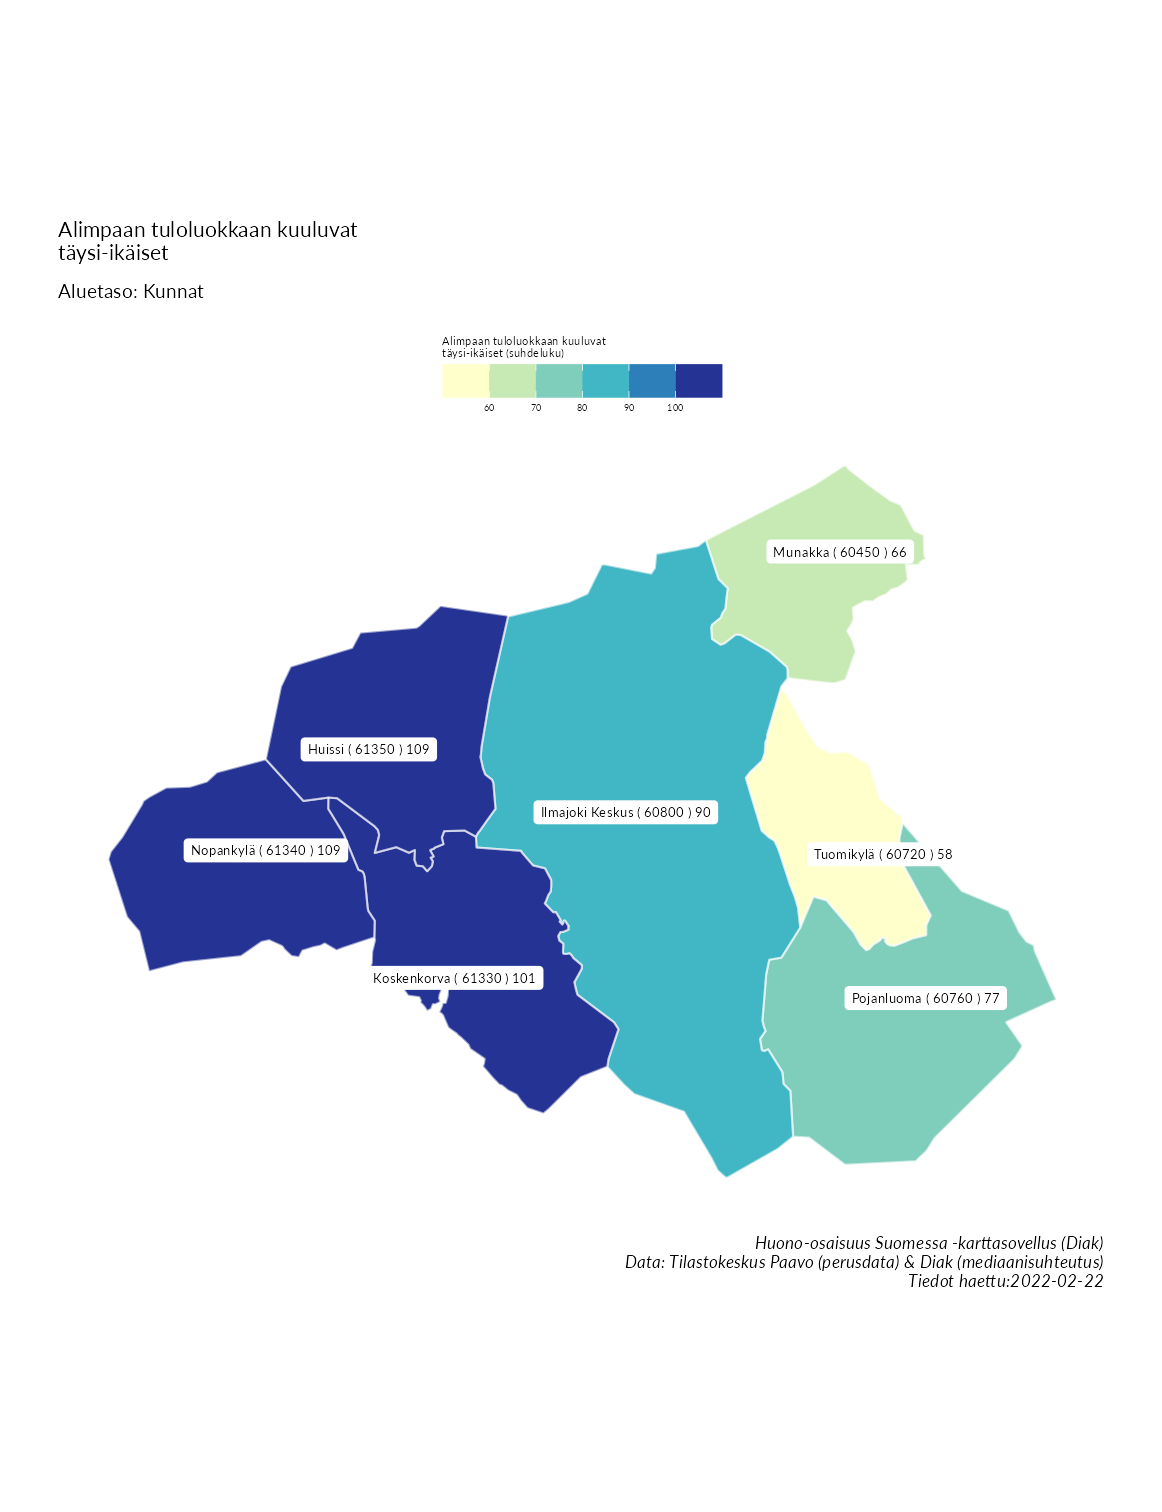 Alimpaan tuloluokkaan kuuluvat
täysi-ikäiset
Aluetaso: Kunnat
Alimpaan tuloluokkaan kuuluvat
täysi-ikäiset (suhdeluku)
60 70 80 90 100
Munakka ( 60450 ) 66
Huissi ( 61350 ) 109
Ilmajoki Keskus ( 60800 ) 90
Nopankylä ( 61340 ) 109
Tuomikylä ( 60720 ) 58
Koskenkorva ( 61330 ) 101
Pojanluoma ( 60760 ) 77
Huono-osaisuus Suomessa -karttasovellus (Diak)
Data: Tilastokeskus Paavo (perusdata) & Diak (mediaanisuhteutus)
Tiedot haettu:2022-02-22